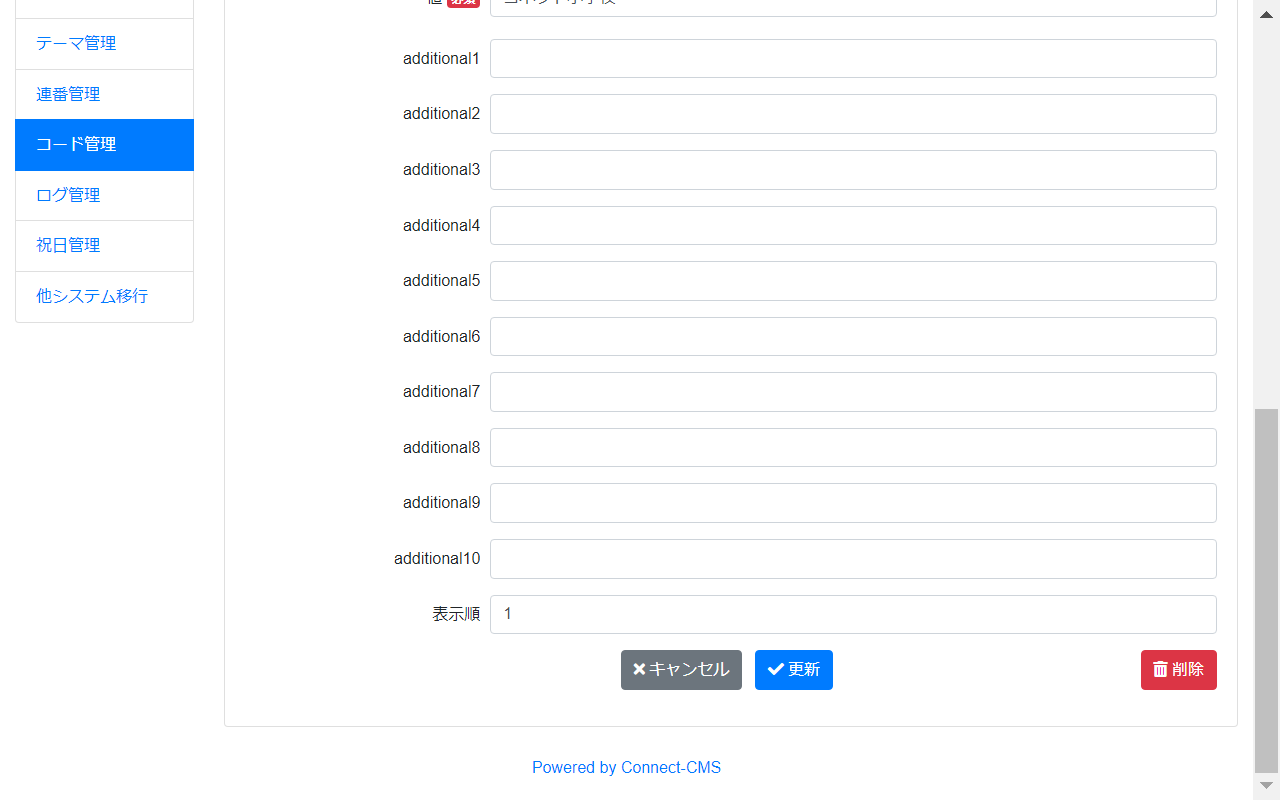 テーマ管理
連番管理
コード管理
ログ管理
祝日管理
他システム移行
additional1
additional2
additional3
additional4
additional5
additional6
additional7
additional8
additional9
additional10
表示順 1
キャンセル 更新 削除
Powered by Connect-CMS